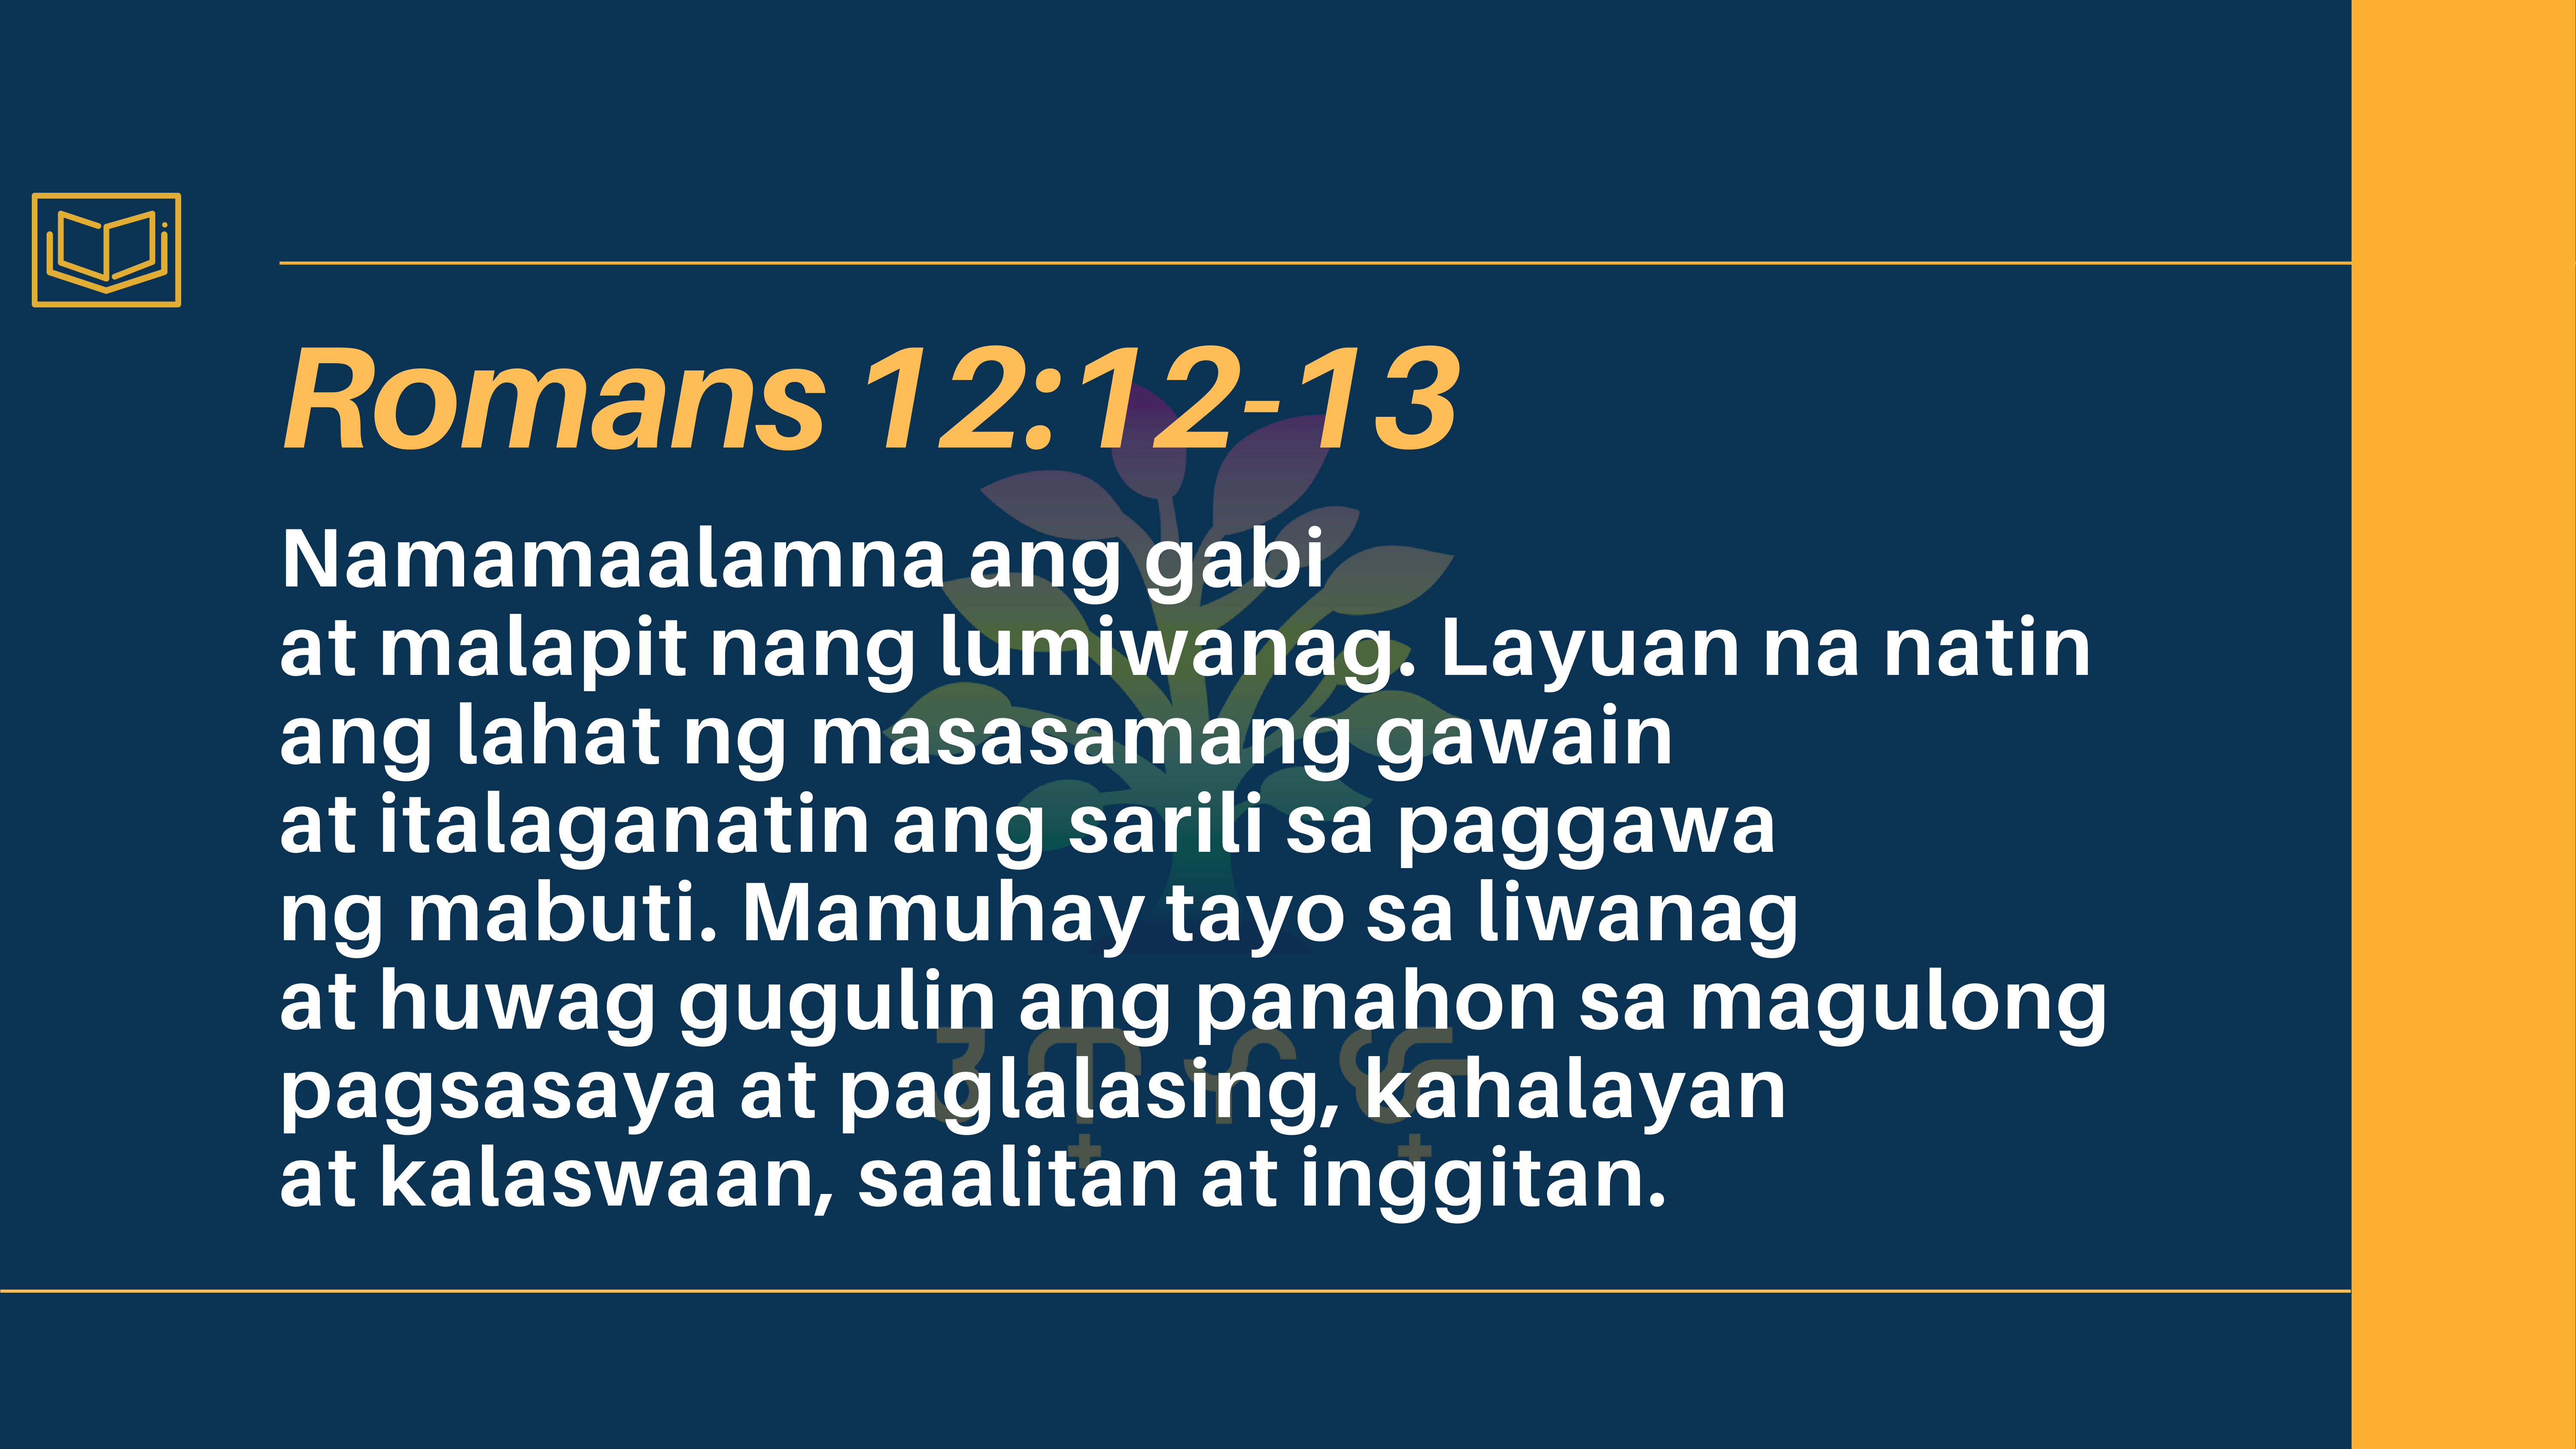 Romans 12:12-13
Namamaalamna ang gabi
at malapit nang lumiwanag. Layuan na natin
ang lahat ng masasamang gawain
at italaganatin ang sarili sa paggawa
ng mabuti. Mamuhay tayo sa liwanag
at huwag gugulin ang panahon sa magulong
pagsasaya at paglalasing, kahalayan
at kalaswaan, saalitan at inggitan.